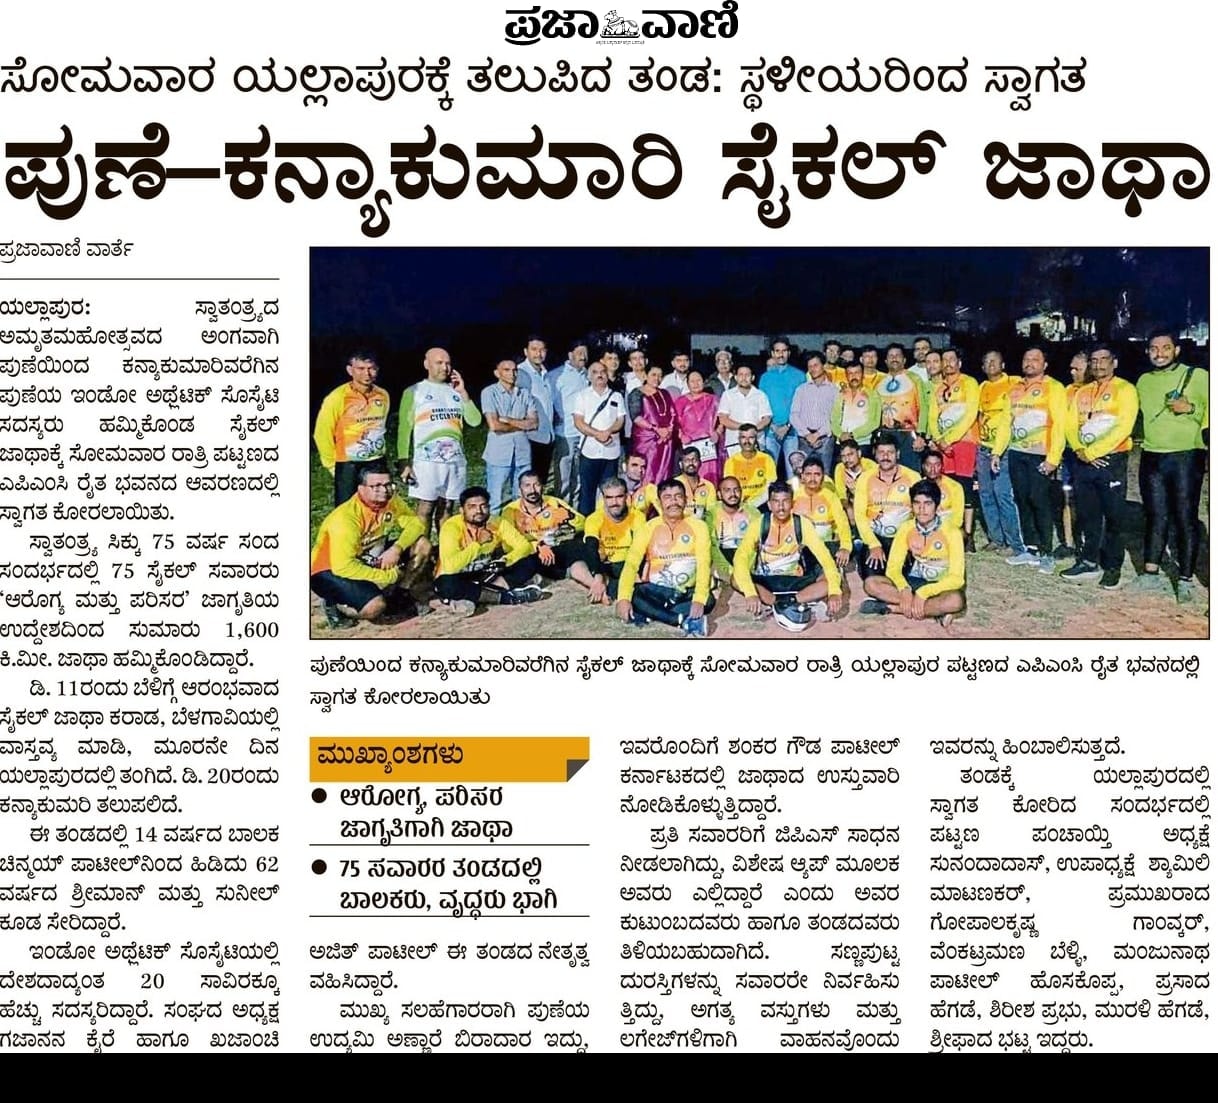 ಪ್ರಜಾವಾಣಿ
ಸೋಮವಾರ ಯಲ್ಲಾಪುರಕ್ಕೆ ತಲುಪಿದ ತಂಡ: ಸ್ಥಳೀಯರಿಂದ ಸ್ವಾಗತ
ಪುಣೆ–ಕನ್ಯಾಕುಮಾರಿ ಸೈಕಲ್ ಜಾಥಾ
ಪ್ರಜಾವಾಣಿ ವಾರ್ತೆ
ಯಲ್ಲಾಪುರ: ಸ್ವಾತಂತ್ರ್ಯದ
ಅಮೃತಮಹೋತ್ಸವದ ಅಂಗವಾಗಿ
ಪುಣೆಯಿಂದ ಕನ್ಯಾಕುಮಾರಿವರೆಗಿನ
ಪುಣೆಯ ಇಂಡೋ ಅಥ್ಲೆಟಿಕ್ ಸೊಸೈಟಿ
ಸದಸ್ಯರು ಹಮ್ಮಿಕೊಂಡ ಸೈಕಲ್
ಜಾಥಾಕ್ಕೆ ಸೋಮವಾರ ರಾತ್ರಿ ಪಟ್ಟಣದ
ಎಪಿಎಂಸಿ ರೈತ ಭವನದ ಆವರಣದಲ್ಲಿ
ಸ್ವಾಗತ ಕೋರಲಾಯಿತು.
ಸ್ವಾತಂತ್ರ್ಯ ಸಿಕ್ಕು 75 ವರ್ಷ ಸಂದ
ಸಂದರ್ಭದಲ್ಲಿ 75 ಸೈಕಲ್ ಸವಾರರು
'ಆರೋಗ್ಯ ಮತ್ತು ಪರಿಸರ' ಜಾಗೃತಿಯ
ಉದ್ದೇಶದಿಂದ ಸುಮಾರು 1,600
ಕಿ.ಮೀ. ಜಾಥಾ ಹಮ್ಮಿಕೊಂಡಿದ್ದಾರೆ.
ಡಿ. 11ರಂದು ಬೆಳಿಗ್ಗೆ ಆರಂಭವಾದ
ಸೈಕಲ್ ಜಾಥಾ ಕರಾಡ, ಬೆಳಗಾವಿಯಲ್ಲಿ
ವಾಸ್ತವ್ಯ ಮಾಡಿ, ಮೂರನೇ ದಿನ
ಯಲ್ಲಾಪುರದಲ್ಲಿ ತಂಗಿದೆ. ಡಿ. 20ರಂದು
ಕನ್ಯಾಕುಮರಿ ತಲುಪಲಿದೆ.
ಈ ತಂಡದಲ್ಲಿ 14 ವರ್ಷದ ಬಾಲಕ
ಚಿನ್ಮಯ್ ಪಾಟೀಲ್‌ನಿಂದ ಹಿಡಿದು 62
ವರ್ಷದ ಶ್ರೀಮಾನ್ ಮತ್ತು ಸುನೀಲ್
ಕೂಡ ಸೇರಿದ್ದಾರೆ.
ಇಂಡೋ ಅಥ್ಲೆಟಿಕ್ ಸೊಸೈಟಿಯಲ್ಲಿ
ದೇಶದಾದ್ಯಂತ 20 ಸಾವಿರಕ್ಕೂ
ಹೆಚ್ಚು ಸದಸ್ಯರಿದ್ದಾರೆ. ಸಂಘದ ಅಧ್ಯಕ್ಷ
ಗಜಾನನ ಕೈರೆ ಹಾಗೂ ಖಜಾಂಚಿ
ಪುಣೆಯಿಂದ ಕನ್ಯಾಕುಮಾರಿವರೆಗಿನ ಸೈಕಲ್ ಜಾಥಾಕ್ಕೆ ಸೋಮವಾರ ರಾತ್ರಿ ಯಲ್ಲಾಪುರ ಪಟ್ಟಣದ ಎಪಿಎಂಸಿ ರೈತ ಭವನದಲ್ಲಿ
ಸ್ವಾಗತ ಕೋರಲಾಯಿತು
ಮುಖ್ಯಾಂಶಗಳು
● ಆರೋಗ್ಯ, ಪರಿಸರ
ಜಾಗೃತಿಗಾಗಿ ಜಾಥಾ
● 75 ಸವಾರರ ತಂಡದಲ್ಲಿ
ಬಾಲಕರು, ವೃದ್ಧರು ಭಾಗಿ
ಅಜಿತ್ ಪಾಟೀಲ್ ಈ ತಂಡದ ನೇತೃತ್ವ
ವಹಿಸಿದ್ದಾರೆ.
ಮುಖ್ಯ ಸಲಹೆಗಾರರಾಗಿ ಪುಣೆಯ
ಉದ್ಯಮಿ ಅಣ್ಣಾರೆ ಬಿರಾದಾರ ಇದ್ದು,
ಇವರೊಂದಿಗೆ ಶಂಕರ ಗೌಡ ಪಾಟೀಲ್
ಕರ್ನಾಟಕದಲ್ಲಿ ಜಾಥಾದ ಉಸ್ತುವಾರಿ
ನೋಡಿಕೊಳ್ಳುತ್ತಿದ್ದಾರೆ.
ಪ್ರತಿ ಸವಾರರಿಗೆ ಜಿಪಿಎಸ್ ಸಾಧನ
ನೀಡಲಾಗಿದ್ದು, ವಿಶೇಷ ಆ್ಯಪ್ ಮೂಲಕ
ಅವರು ಎಲ್ಲಿದ್ದಾರೆ ಎಂದು ಅವರ
ಕುಟುಂಬದವರು ಹಾಗೂ ತಂಡದವರು
ತಿಳಿಯಬಹುದಾಗಿದೆ. ಸಣ್ಣಪುಟ್ಟ
ದುರಸ್ತಿಗಳನ್ನು ಸವಾರರೇ ನಿರ್ವಹಿಸು
ತ್ತಿದ್ದು, ಅಗತ್ಯ ವಸ್ತುಗಳು ಮತ್ತು
ಲಗೇಜ್‌ಗಳಿಗಾಗಿ ವಾಹನವೊಂದು
ಇವರನ್ನು ಹಿಂಬಾಲಿಸುತ್ತದೆ.
ತಂಡಕ್ಕೆ ಯಲ್ಲಾಪುರದಲ್ಲಿ
ಸ್ವಾಗತ ಕೋರಿದ ಸಂದರ್ಭದಲ್ಲಿ
ಪಟ್ಟಣ ಪಂಚಾಯ್ತಿ ಅಧ್ಯಕ್ಷೆ
ಸುನಂದಾದಾಸ್, ಉಪಾಧ್ಯಕ್ಷೆ ಶ್ಯಾಮಿಲಿ
ಮಾಟಣಕರ್, ಪ್ರಮುಖರಾದ
ಗೋಪಾಲಕೃಷ್ಣ ಗಾಂವ್ಕರ್,
ವೆಂಕಟ್ರಮಣ ಬೆಳ್ಳಿ, ಮಂಜುನಾಥ
ಪಾಟೀಲ್ ಹೊಸಕೊಪ್ಪ, ಪ್ರಸಾದ
ಹೆಗಡೆ, ಶಿರೀಶ ಪ್ರಭು, ಮುರಳಿ ಹೆಗಡೆ,
ಶ್ರೀಫಾದ ಭಟ್ಟ ಇದ್ದರು.